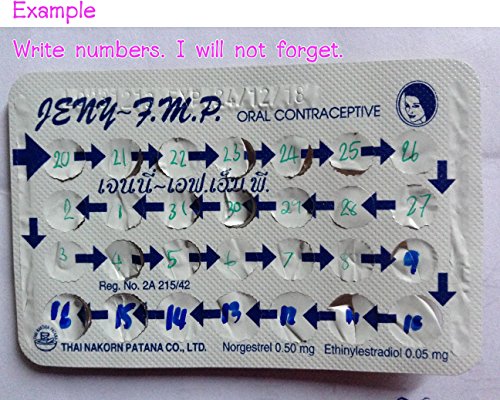 Example
Write numbers. I will not forget.
24/12/18
JENY~F.M.P. ORAL CONTRACEPTIVE
20 21 22 23 24 25 26
เจนนี~เอฟ.เอ็ม.พี.
2 1 31 30 29 28 27
3 4 5 6 7 8 9
Reg. No. 2A 215/42
16 15 14 13 12 11 10
THAI NAKORN PATANA CO., LTD. Norgestrel 0.50 mg Ethinylestradiol 0.05 mg